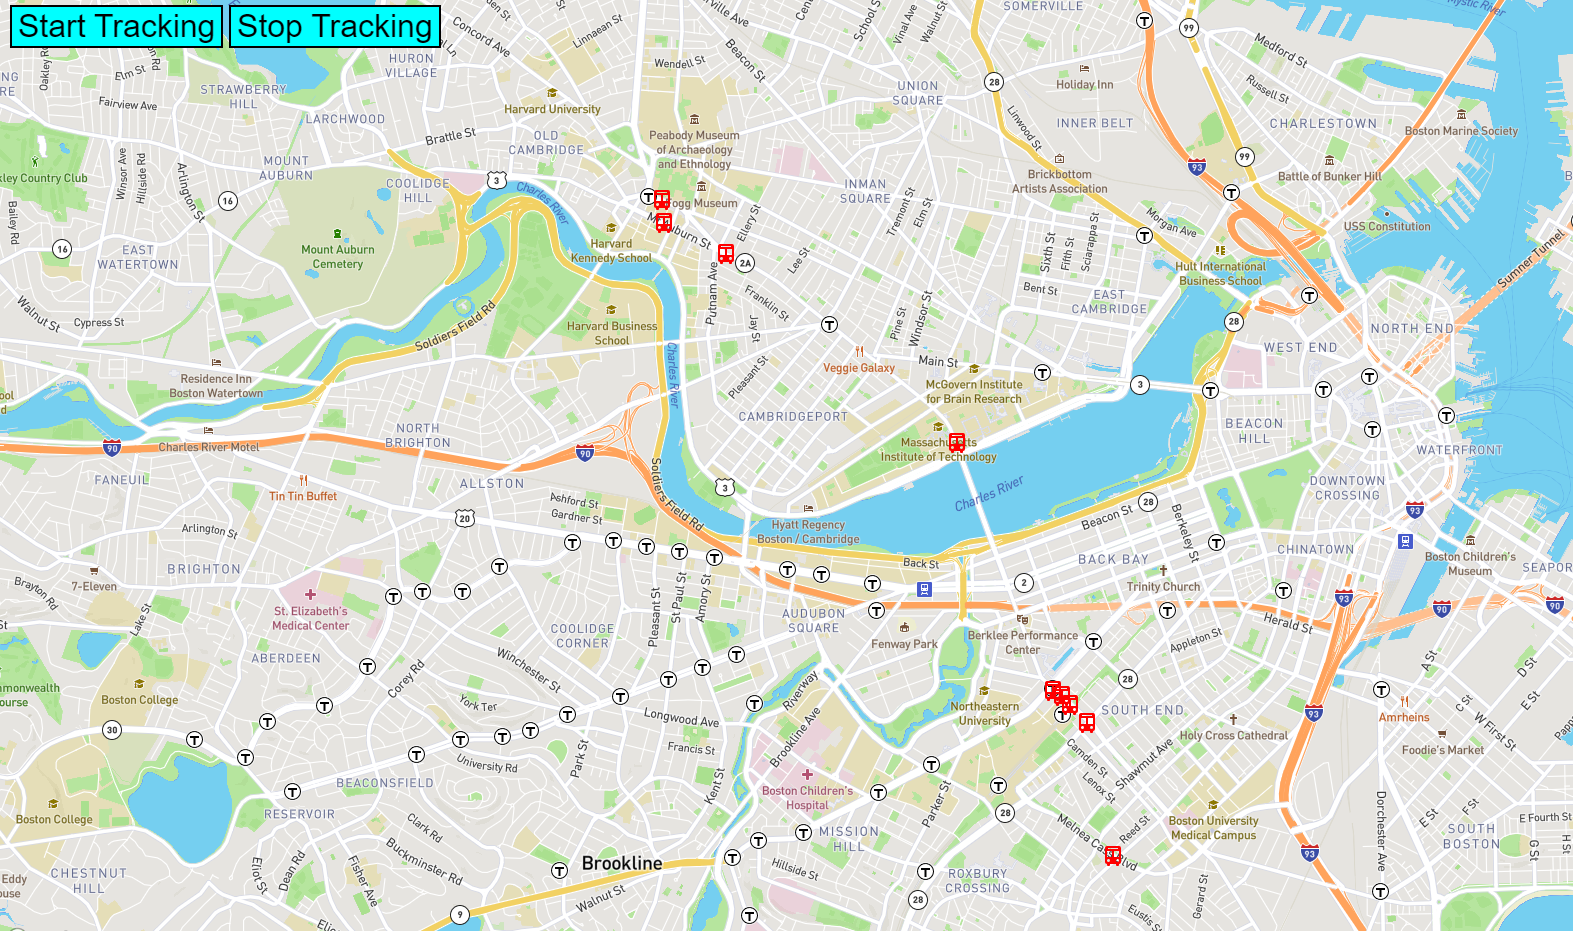 Start Tracking
Stop Tracking
SOMERVILLE
Mystic River
Concord Ave
Linnaean St
Beacon St
School St
Vinal Ave
Walnut St
99
Medford St
HURON
VILLAGE
Oakley Rd
Elm St
STRAWBERRY
HILL
Wendell St
UNION
SQUARE
28
Holiday Inn
Russell St
Fairview Ave
LARCHWOOD
Harvard University
Brattle St
OLD
CAMBRIDGE
Peabody Museum
of Archaeology
and Ethnology
Linwood St
INNER BELT
CHARLESTOWN
Boston Marine Society
Winsor Ave
Hillside Rd
Arlington St
MOUNT
AUBURN
COOLIDGE
HILL
3
Charles River
99
93
Brickbottom
Artists Association
Battle of Bunker Hill
INMAN
SQUARE
Tremont St
Elm St
kley Country Club
16
T
Fogg Museum
Ellery St
Morgan Ave
USS Constitution
Bailey Rd
16
EAST
WATERTOWN
Mount Auburn
Cemetery
Harvard
Kennedy School
2A
Lee St
Sixth St
Fifth St
Sciarappa St
Hult International
Business School
Sumner Tunnel
Putnam Ave
Franklin St
Bent St
EAST
CAMBRIDGE
Walnut St
Cypress St
Soldiers Field Rd
Harvard Business
School
Jay St
Pine St
Windsor St
28
NORTH END
WEST END
Main St
Veggie Galaxy
Pleasant St
Residence Inn
Boston Watertown
Charles River
McGovern Institute
for Brain Research
3
CAMBRIDGEPORT
BEACON
HILL
90
Charles River Motel
NORTH
BRIGHTON
90
Massachusetts
Institute of Technology
WATERFRONT
FANEUIL
Tin Tin Buffet
ALLSTON
Soldiers Field Rd
3
Charles River
DOWNTOWN
CROSSING
Ashford St
Gardner St
20
Hyatt Regency
Boston / Cambridge
28
Beacon St
Berkeley St
93
Arlington St
Back St
BACK BAY
CHINATOWN
Boston Children's
Museum
SEAPOR
BRIGHTON
7-Eleven
Brayton Rd
Lake St
St. Elizabeth's
Medical Center
Pleasant St
St Paul St
Amory St
2
Trinity Church
93
90
90
AUDUBON
SQUARE
Fenway Park
Berklee Performance
Center
Herald St
Appleton St
COOLIDGE
CORNER
ABERDEEN
Winchester St
Corey Rd
Boston College
Riverway
28
A St
D St
C St
E St
York Ter
Longwood Ave
Northeastern
University
SOUTH END
93
Amrheins
W First St
30
Francis St
Brookline Ave
Holy Cross Cathedral
Foodie's Market
University Rd
Park St
Kent St
Camden St
Lenox St
Shawmut Ave
BEACONSFIELD
Boston Children's
Hospital
Parker St
28
Boston College
RESERVOIR
Clark Rd
MISSION
HILL
Reed St
Boston University
Medical Campus
Dorchester Ave
E St
F St
E Fourth St
SOUTH
BOSTON
G St
H St
Buckminster Rd
Brookline
Hillside St
93
CHESTNUT
HILL
Eliot St
Dean Rd
Fisher Ave
Walnut St
ROXBURY
CROSSING
28
Gerard St
Eustis St
9